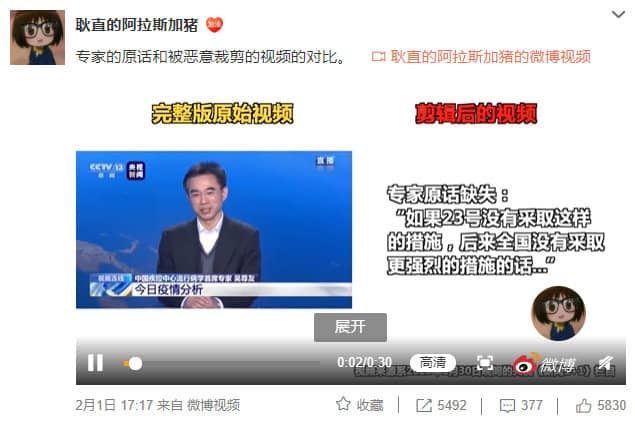 耿直的阿拉斯加猪
专家的原话和被恶意裁剪的视频的对比。 耿直的阿拉斯加猪的微博视频
完整版原始视频 剪辑后的视频
CCTV-13
新闻
央视
新闻
直播
中国疾控中心流行病学首席专家 吴尊友
今日疫情分析
专家原话缺失：
“如果23号没有采取这样
的措施，后来全国没有采取
更强烈的措施的话...”
展开
0:02/0:30 高清 微博
2月1日 17:17 来自 微博视频 收藏 5492 377 5830